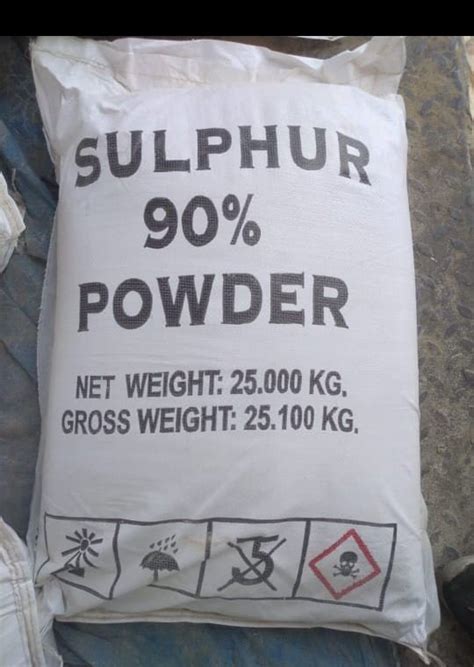 SULPHUR
90%
POWDER
NET WEIGHT: 25.000 KG.
GROSS WEIGHT: 25.100 KG.